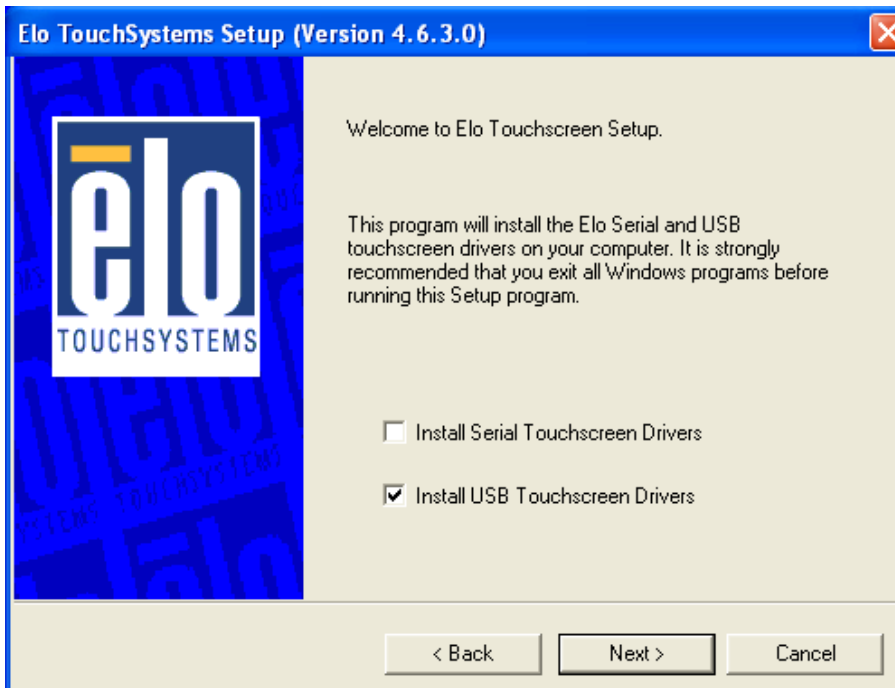 Elo TouchSystems Setup (Version 4.6.3.0)
ēlo
TOUCHSYSTEMS
Welcome to Elo Touchscreen Setup.
This program will install the Elo Serial and USB
touchscreen drivers on your computer. It is strongly
recommended that you exit all Windows programs before
running this Setup program.
Install Serial Touchscreen Drivers
Install USB Touchscreen Drivers
< Back
Next >
Cancel